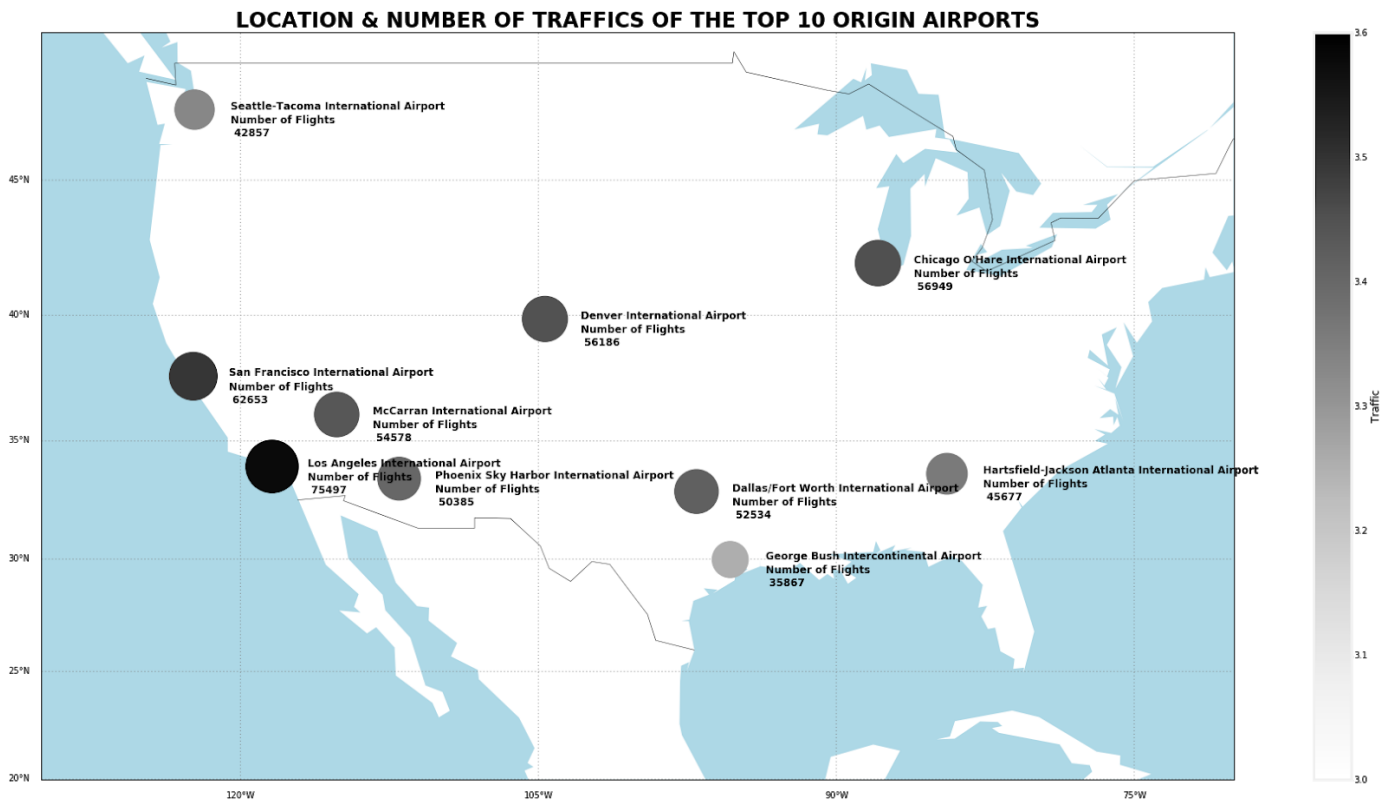 LOCATION & NUMBER OF TRAFFICS OF THE TOP 10 ORIGIN AIRPORTS
Seattle-Tacoma International Airport
Number of Flights
42857
Chicago O'Hare International Airport
Number of Flights
56949
Denver International Airport
Number of Flights
56186
San Francisco International Airport
Number of Flights
62653
McCarran International Airport
Number of Flights
54578
Los Angeles International Airport
Number of Flights
75497
Phoenix Sky Harbor International Airport
Number of Flights
50385
Dallas/Fort Worth International Airport
Number of Flights
52534
Hartsfield-Jackson Atlanta International Airport
Number of Flights
45677
George Bush Intercontinental Airport
Number of Flights
35867
45°N
40°N
35°N
30°N
25°N
20°N
120°W
105°W
90°W
75°W
3.6
3.5
3.4
3.3
3.2
3.1
3.0
Traffic